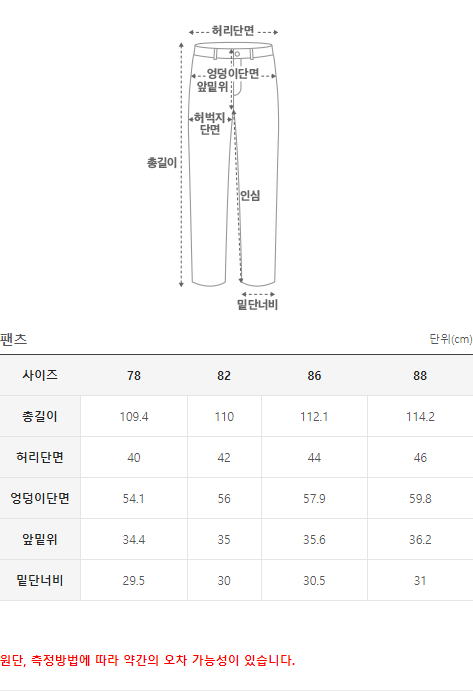 허리단면
엉덩이단면
앞밑위
허벅지
단면
총길이
인심
밑단너비
팬츠 단위(cm)
사이즈 78 82 86 88
총길이 109.4 110 112.1 114.2
허리단면 40 42 44 46
엉덩이단면 54.1 56 57.9 59.8
앞밑위 34.4 35 35.6 36.2
밑단너비 29.5 30 30.5 31
원단, 측정방법에 따라 약간의 오차 가능성이 있습니다.